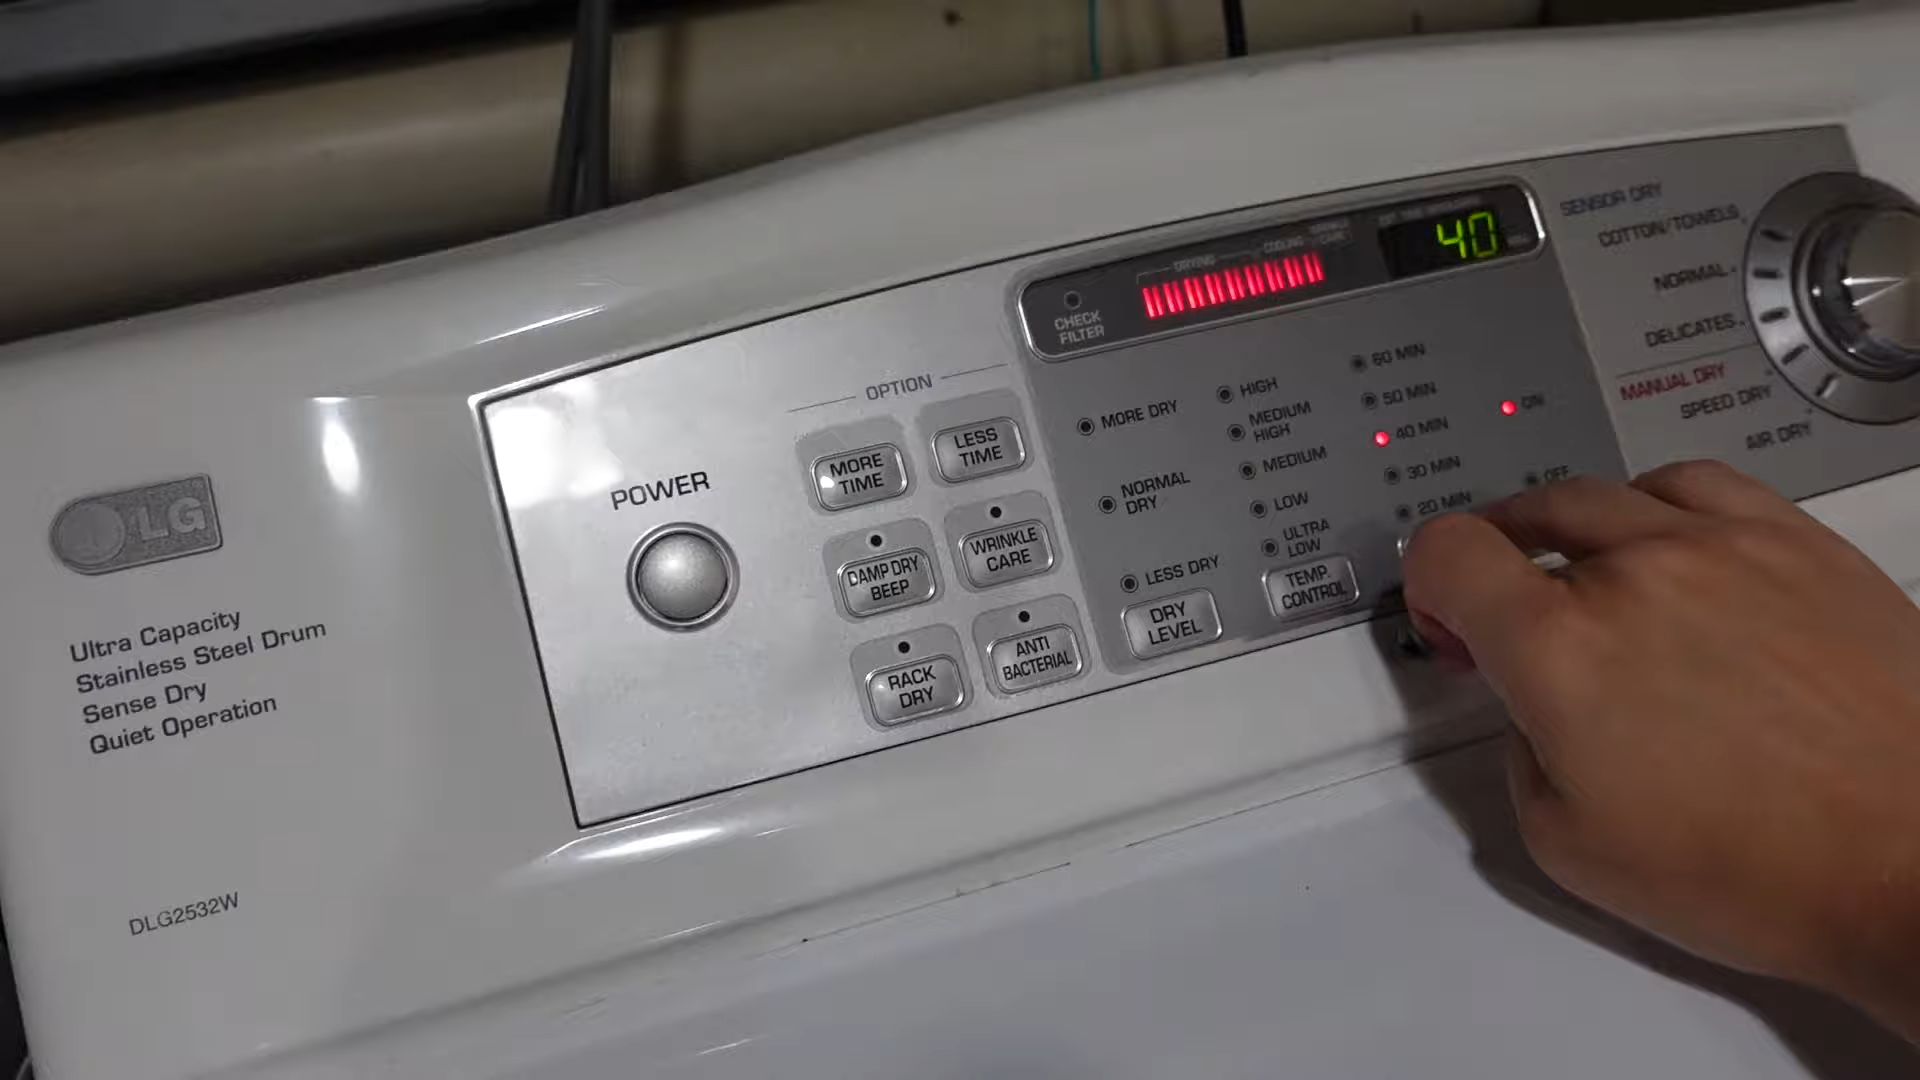 LG
Ultra Capacity
Stainless Steel Drum
Sense Dry
Quiet Operation
DLG2532W
POWER
OPTION
MORE
TIME
LESS
TIME
DAMP DRY
BEEP
WRINKLE
CARE
RACK
DRY
ANTI
BACTERIAL
CHECK
FILTER
DRYING
COOLING
40
MORE DRY
NORMAL
DRY
LESS DRY
DRY
LEVEL
HIGH
MEDIUM
HIGH
MEDIUM
LOW
ULTRA
LOW
TEMP.
CONTROL
60 MIN
50 MIN
40 MIN
30 MIN
20 MIN
ON
OFF
SENSOR DRY
COTTON/TOWELS
NORMAL
DELICATES
MANUAL DRY
SPEED DRY
AIR DRY